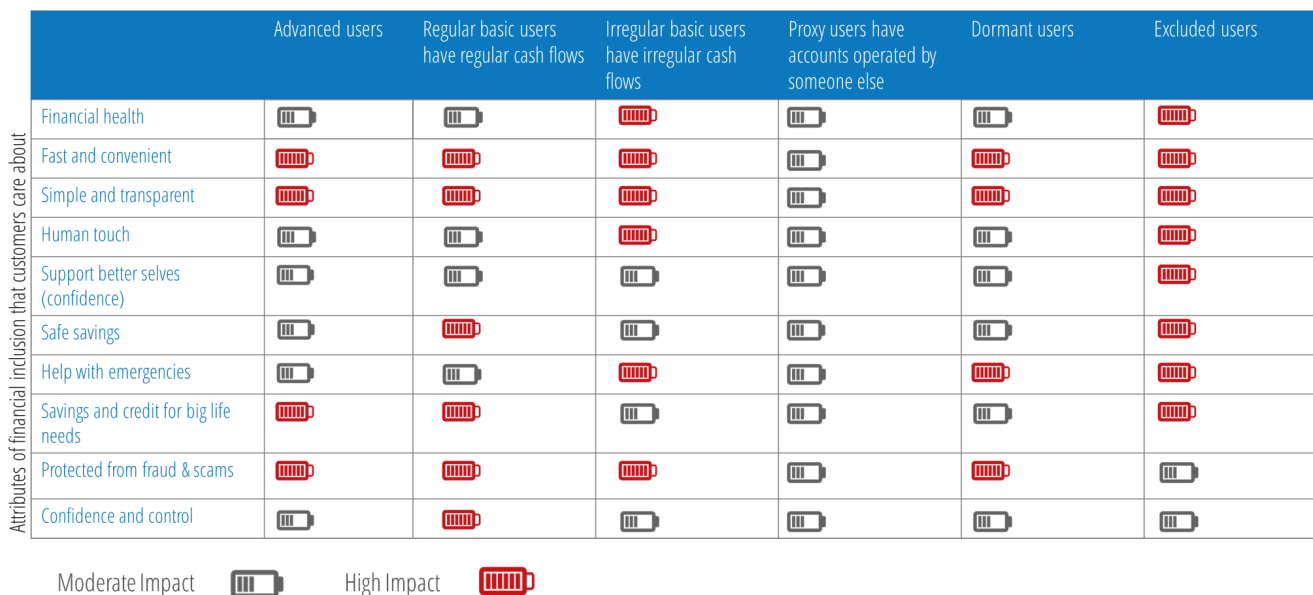 Advanced users
Regular basic users
have regular cash flows
Irregular basic users
have irregular cash
flows
Proxy users have
accounts operated by
someone else
Dormant users
Excluded users
Attributes of financial inclusion that customers care about
Financial health
Fast and convenient
Simple and transparent
Human touch
Support better selves
(confidence)
Safe savings
Help with emergencies
Savings and credit for big life
needs
Protected from fraud & scams
Confidence and control
Moderate Impact
High Impact